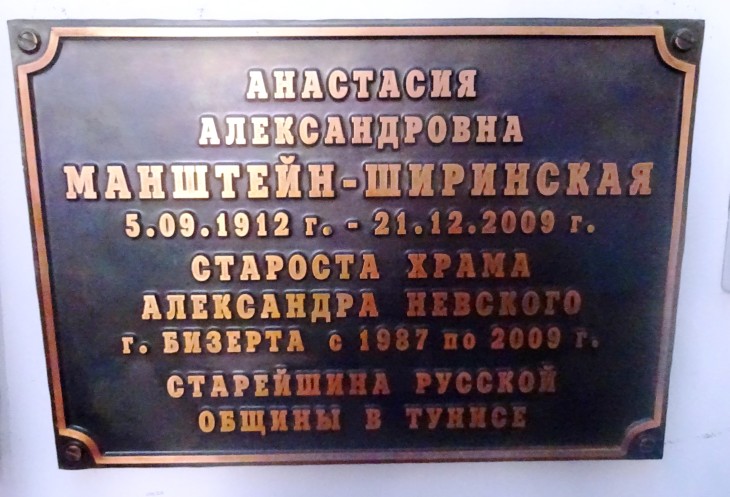 АНАСТАСИЯ
АЛЕКСАНДРОВНА
МАНШТЕЙН-ШИРИНСКАЯ
5.09.1912 г. - 21.12.2009 г.
СТАРОСТА ХРАМА
АЛЕКСАНДРА НЕВСКОГО
г. БИЗЕРТА с 1987 по 2009 г.
СТАРЕЙШИНА РУССКОЙ
ОБЩИНЫ В ТУНИСЕ